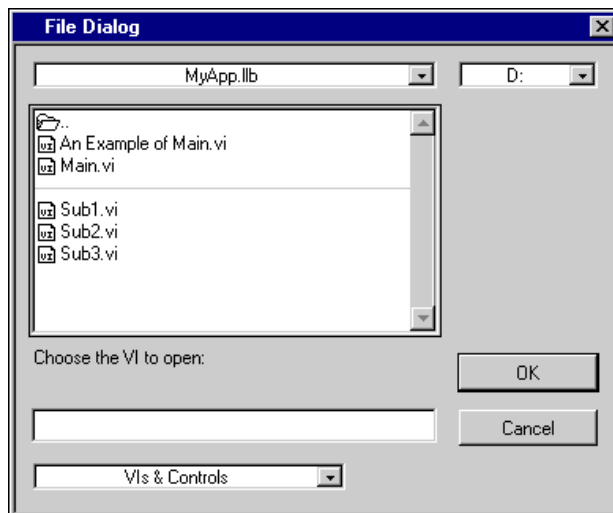 File Dialog
MyApp.llb
D:
..
An Example of Main.vi
Main.vi
Sub1.vi
Sub2.vi
Sub3.vi
Choose the VI to open:
OK
Cancel
VIs & Controls